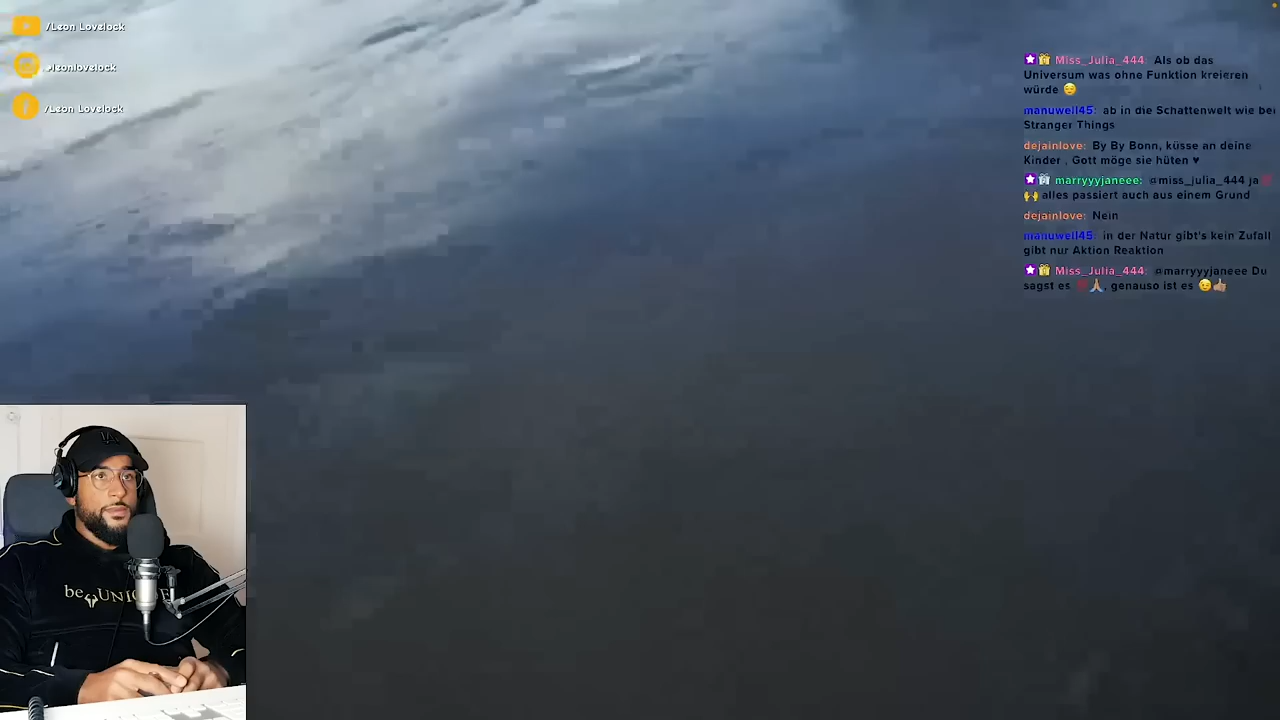 /Leon Lovelock
leonlovelock
/Leon Lovelock
Miss_Julia_444: Als ob das
Universum was ohne Funktion kreieren
würde 😌
manuwell45: ab in die Schattenwelt wie bei
Stranger Things
dejainlove: By By Bonn, küsse an deine
Kinder , Gott möge sie hüten ♥
marryyyjaneee: @miss_julia_444 ja💯
🙌 alles passiert auch aus einem Grund
dejainlove: Nein
manuwell45: in der Natur gibt's kein Zufall
gibt nur Aktion Reaktion
Miss_Julia_444: @marryyyjaneee Du
sagst es 💯🙏🏽, genauso ist es 😉👍🏽
LA
be UNIQUE